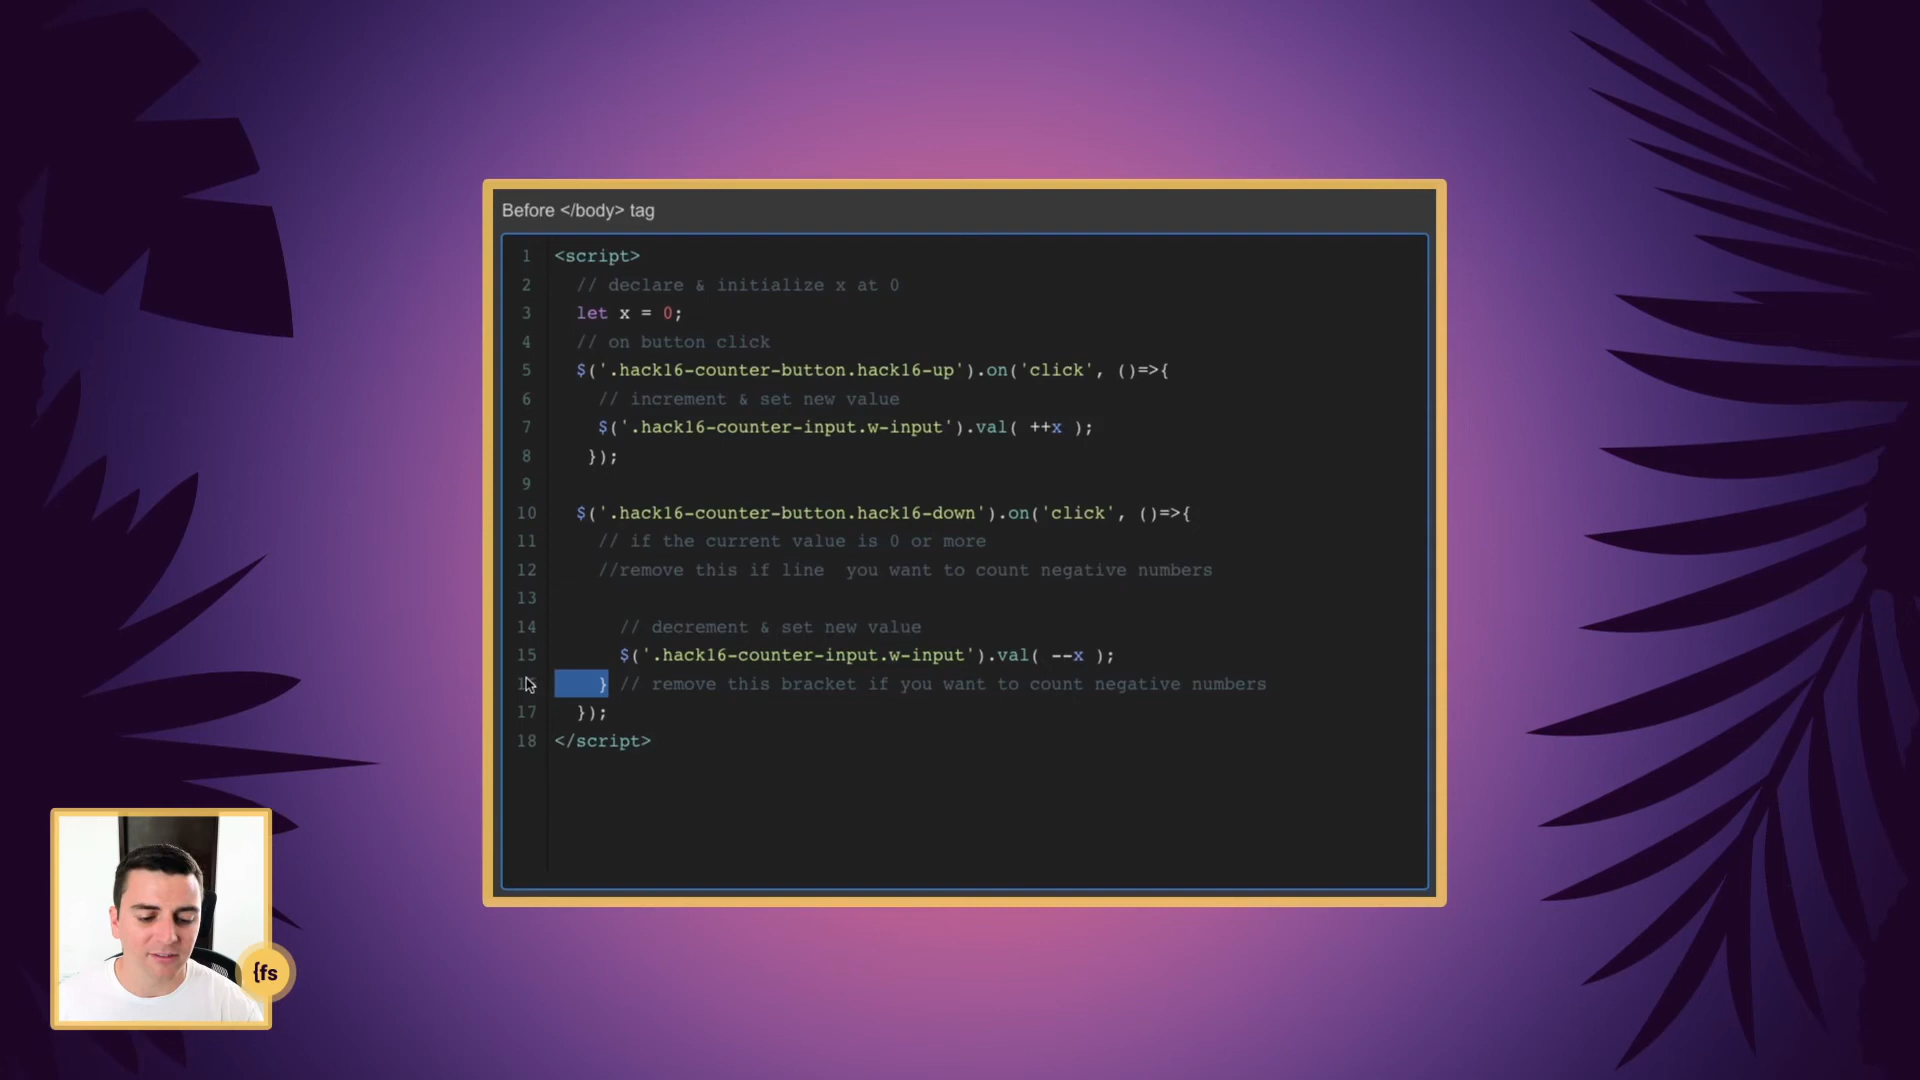 Before </body> tag
1 <script>
2 // declare & initialize x at 0
3 let x = 0;
4 // on button click
5 $('.hack16-counter-button.hack16-up').on('click', ()=>{
6 // increment & set new value
7 $('.hack16-counter-input.w-input').val( ++x );
8 });
9
10 $('.hack16-counter-button.hack16-down').on('click', ()=>{
11 // if the current value is 0 or more
12 //remove this if line  you want to count negative numbers
13
14 // decrement & set new value
15 $('.hack16-counter-input.w-input').val( --x );
} // remove this bracket if you want to count negative numbers
17 });
18 </script>
{fs